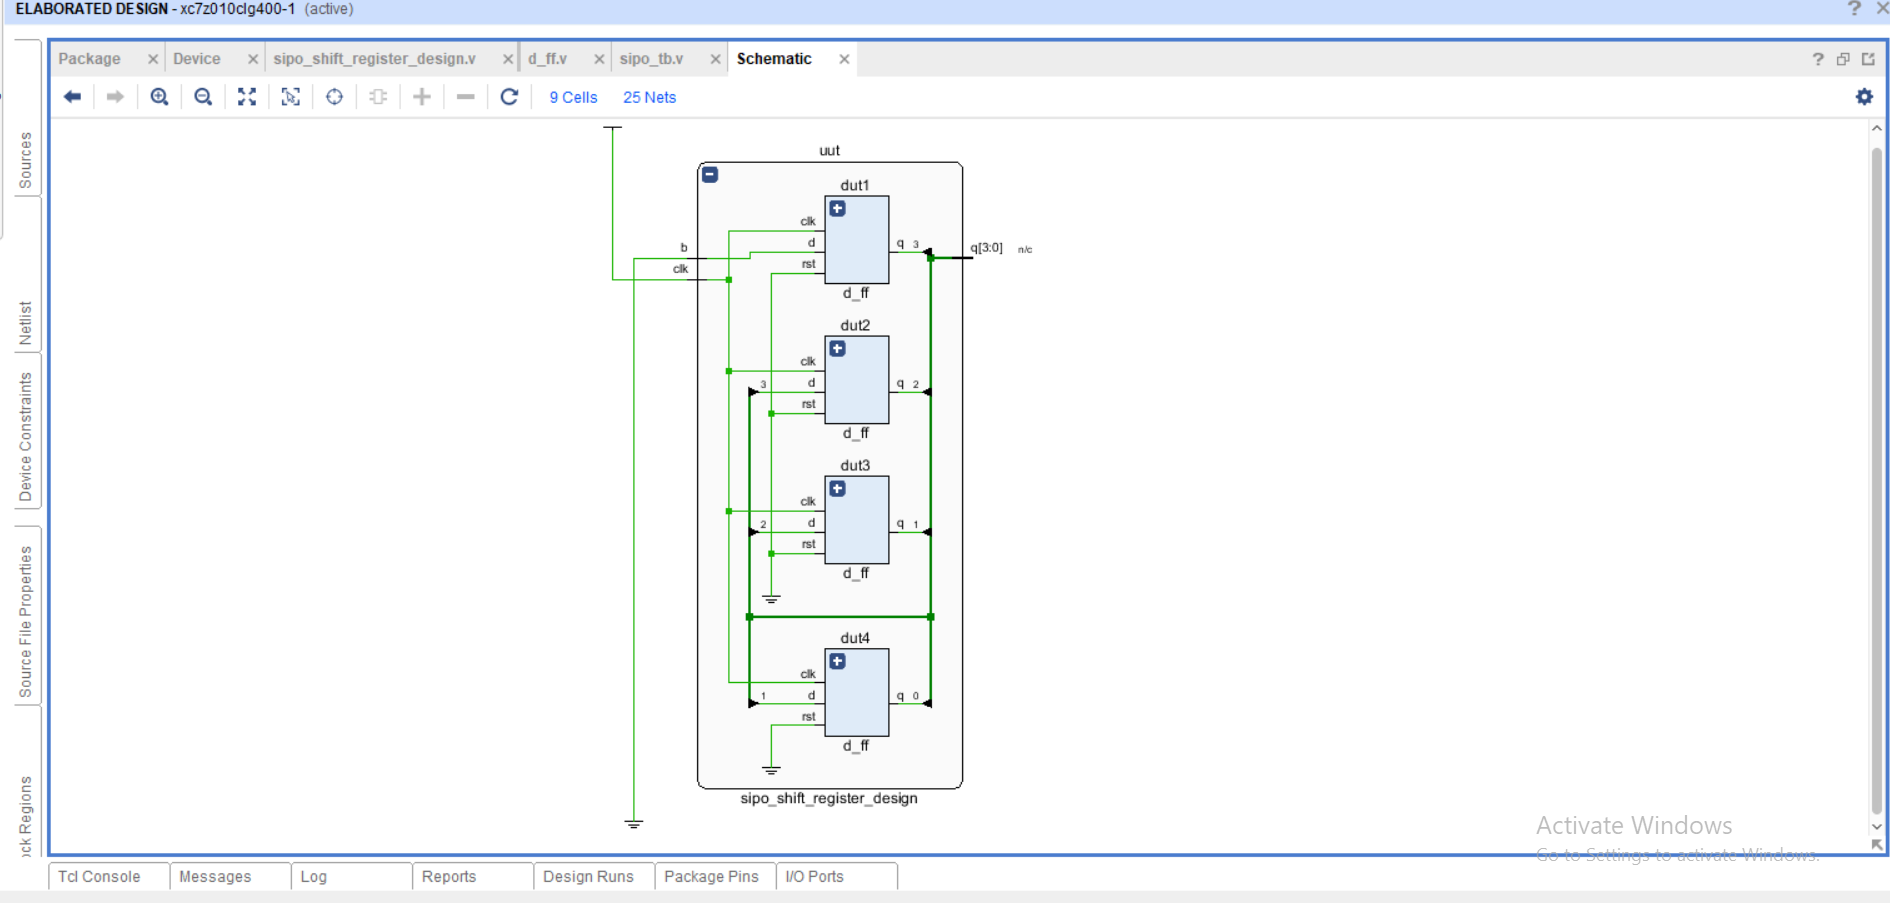 ELABORATED DESIGN - xc7z010clg400-1 (active)
Package
Device
sipo_shift_register_design.v
d_ff.v
sipo_tb.v
Schematic
9 Cells
25 Nets
Sources
Netlist
Device Constraints
Source File Properties
ck Regions
uut
dut1
clk
d
rst
q 3
d_ff
b
clk
q[3:0] n/c
dut2
clk
3 d
rst
q 2
d_ff
dut3
clk
2 d
rst
q 1
d_ff
dut4
clk
1 d
rst
q 0
d_ff
sipo_shift_register_design
Activate Windows
Go to Settings to activate Windows.
Tcl Console
Messages
Log
Reports
Design Runs
Package Pins
I/O Ports